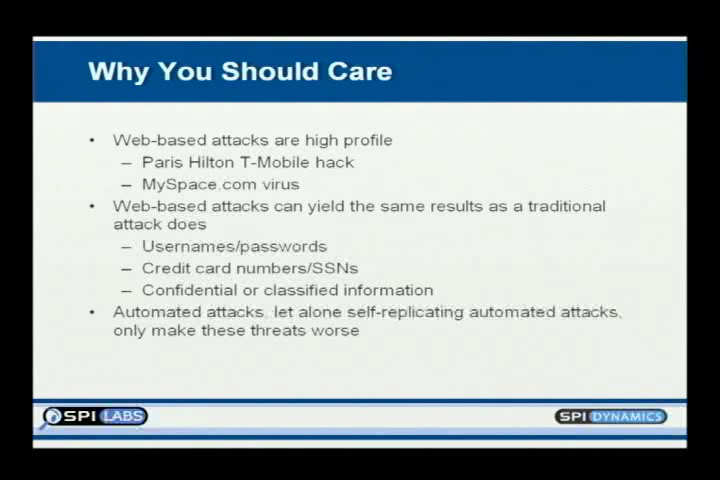 Why You Should Care
• Web-based attacks are high profile
– Paris Hilton T-Mobile hack
– MySpace.com virus
• Web-based attacks can yield the same results as a traditional
attack does
– Usernames/passwords
– Credit card numbers/SSNs
– Confidential or classified information
• Automated attacks, let alone self-replicating automated attacks,
only make these threats worse
SPI LABS
SPI DYNAMICS